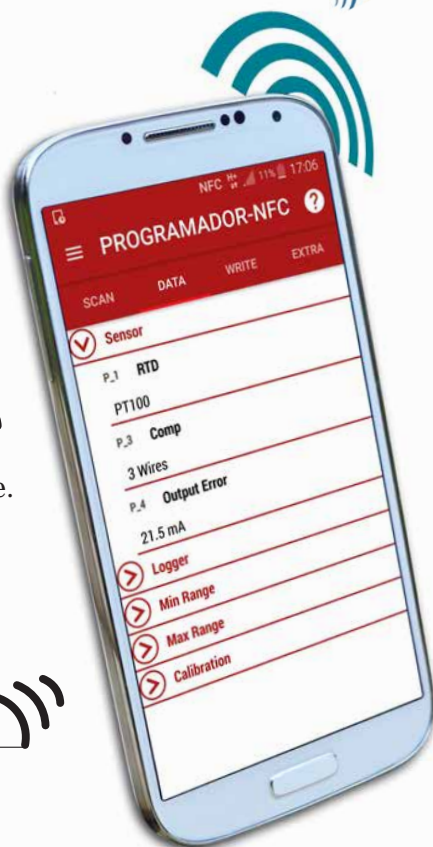 NFC H+ 11% 17:06
PROGRAMADOR-NFC ?
SCAN DATA WRITE EXTRA
Sensor
P_1 RTD
PT100
P_3 Comp
3 Wires
P_4 Output Error
21.5 mA
Logger
Min Range
Max Range
Calibration
e.